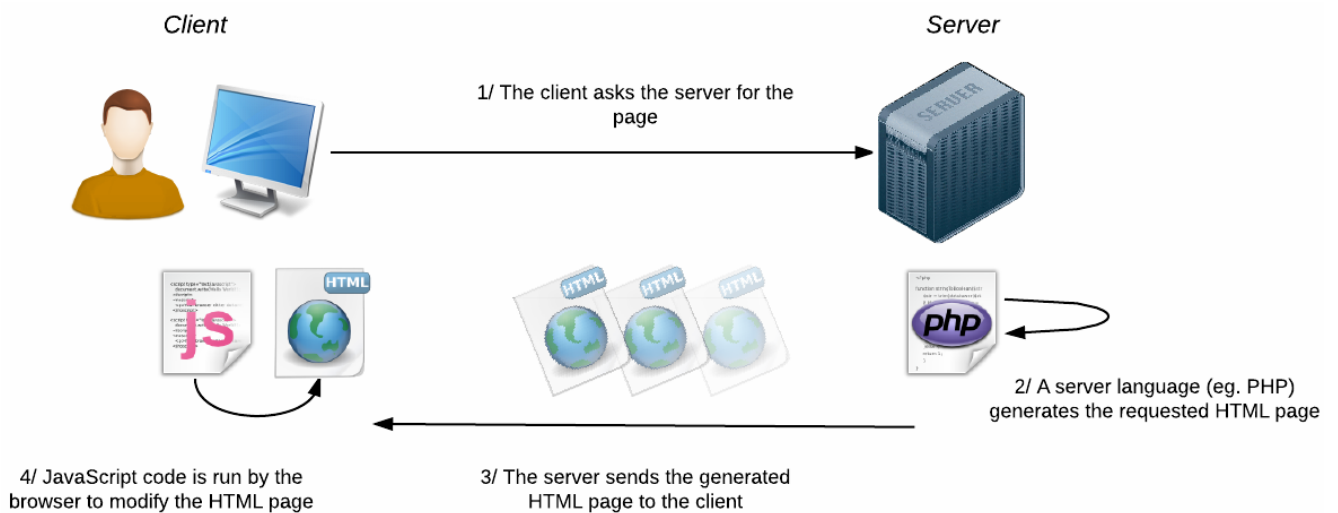 Client
Server
1/ The client asks the server for the
page
SERVER
js
HTML
HTML
HTML
HTML
php
2/ A server language (eg. PHP)
generates the requested HTML page
4/ JavaScript code is run by the
browser to modify the HTML page
3/ The server sends the generated
HTML page to the client